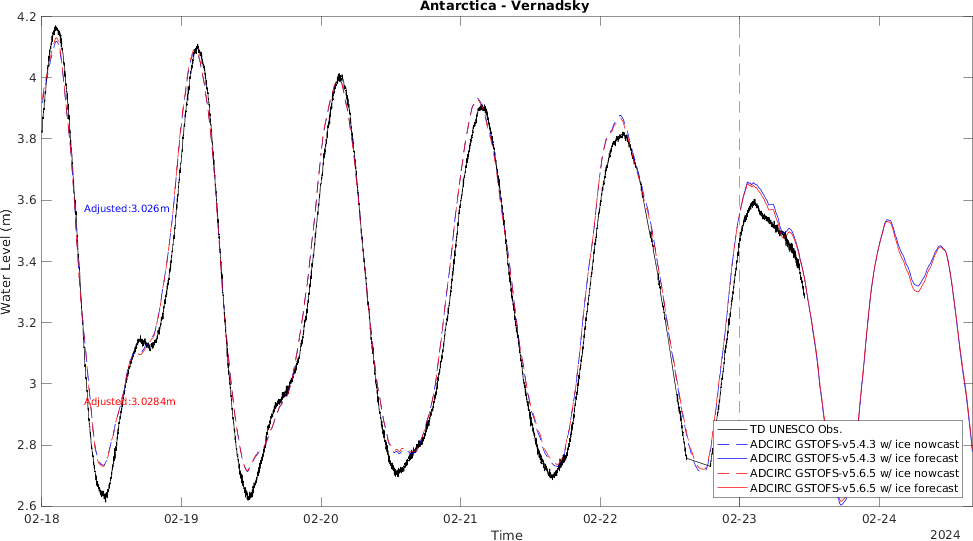 Antarctica - Vernadsky
Water Level (m)
4.2
4
3.8
3.6
3.4
3.2
3
2.8
2.6
Adjusted:3.026m
Adjusted:3.0284m
TD UNESCO Obs.
ADCIRC GSTOFS-v5.4.3 w/ ice nowcast
ADCIRC GSTOFS-v5.4.3 w/ ice forecast
ADCIRC GSTOFS-v5.6.5 w/ ice nowcast
ADCIRC GSTOFS-v5.6.5 w/ ice forecast
02-18 02-19 02-20 02-21 02-22 02-23 02-24
Time
2024